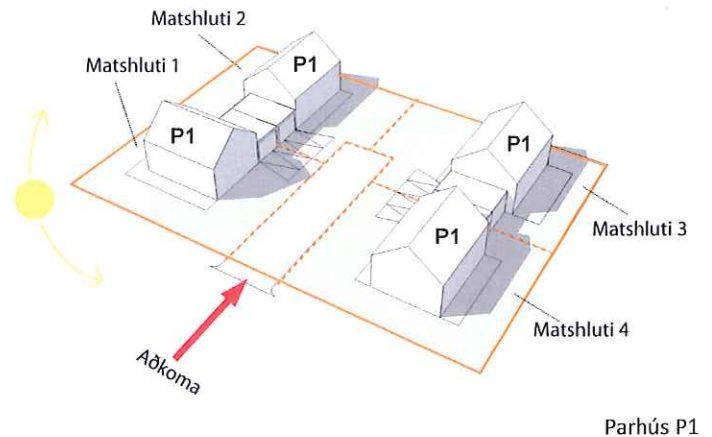 Matshluti 2
Matshluti 1
P1
P1
P1
P1
Matshluti 3
Matshluti 4
Aðkoma
Parhús P1